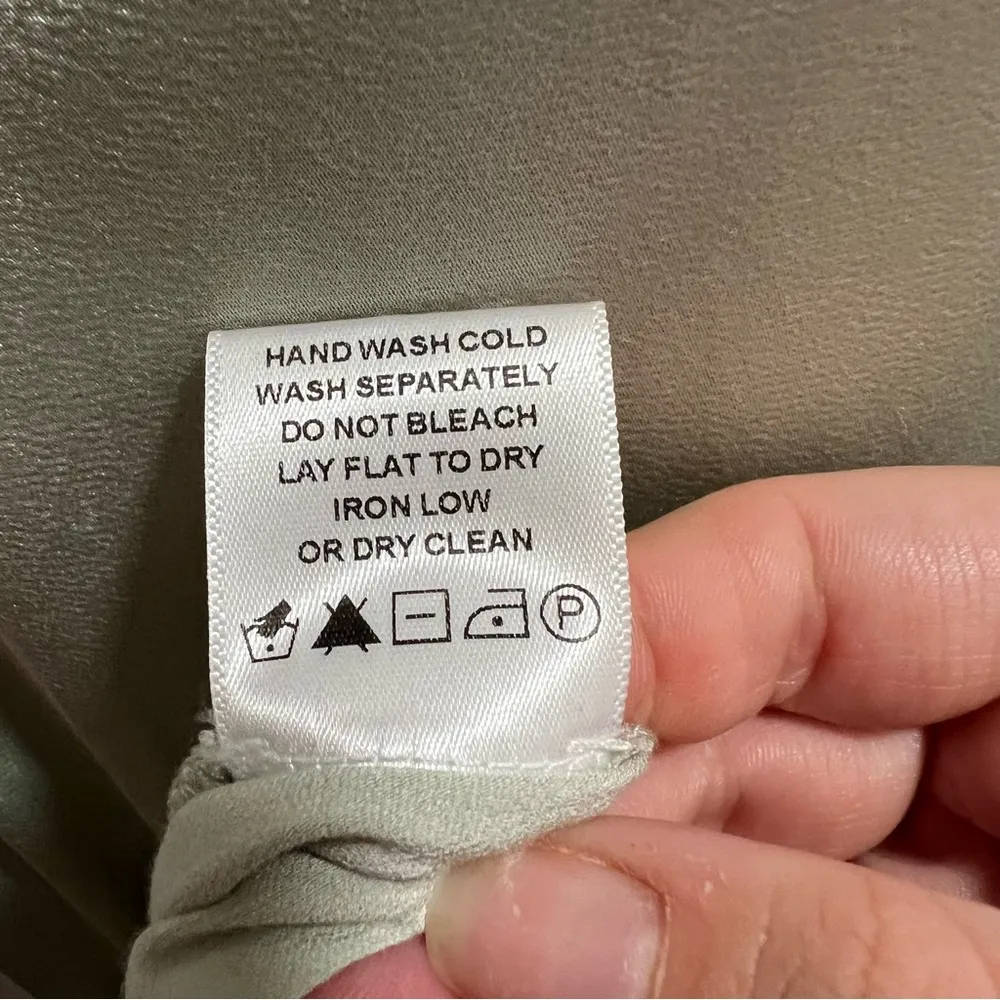 HAND WASH COLD
WASH SEPARATELY
DO NOT BLEACH
LAY FLAT TO DRY
IRON LOW
OR DRY CLEAN
P